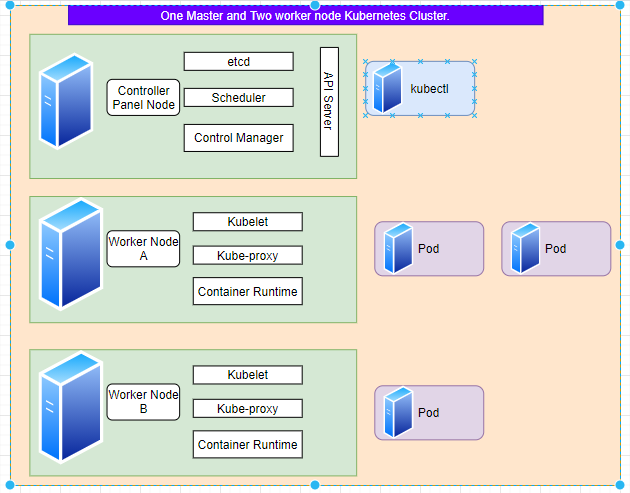 One Master and Two worker node Kubernetes Cluster.
etcd
Controller
Panel Node
Scheduler
Control Manager
API Server
kubectl
Worker Node
A
Kubelet
Kube-proxy
Container Runtime
Pod
Pod
Worker Node
B
Kubelet
Kube-proxy
Container Runtime
Pod